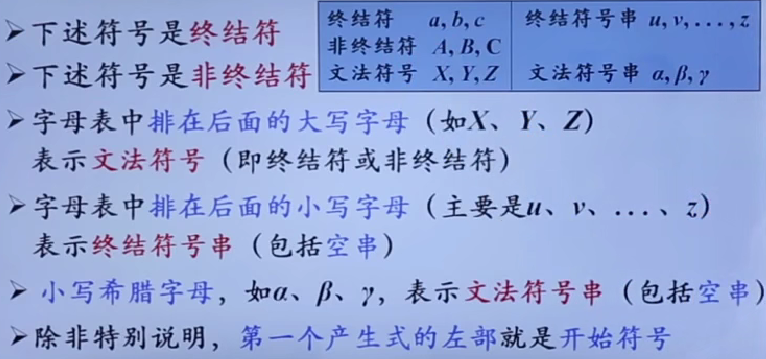 ➢下述符号是终结符
➢下述符号是非终结符
终结符 a, b, c 终结符号串 u, v, . . . , z
非终结符 A, B, C
文法符号 X, Y, Z 文法符号串 α, β, γ
➢字母表中排在后面的大写字母（如X、Y、Z）
表示文法符号（即终结符或非终结符）
➢字母表中排在后面的小写字母（主要是u、v、. . . 、z）
表示终结符号串（包括空串）
➢ 小写希腊字母，如α、β、γ，表示文法符号串（包括空串）
➢除非特别说明，第一个产生式的左部就是开始符号